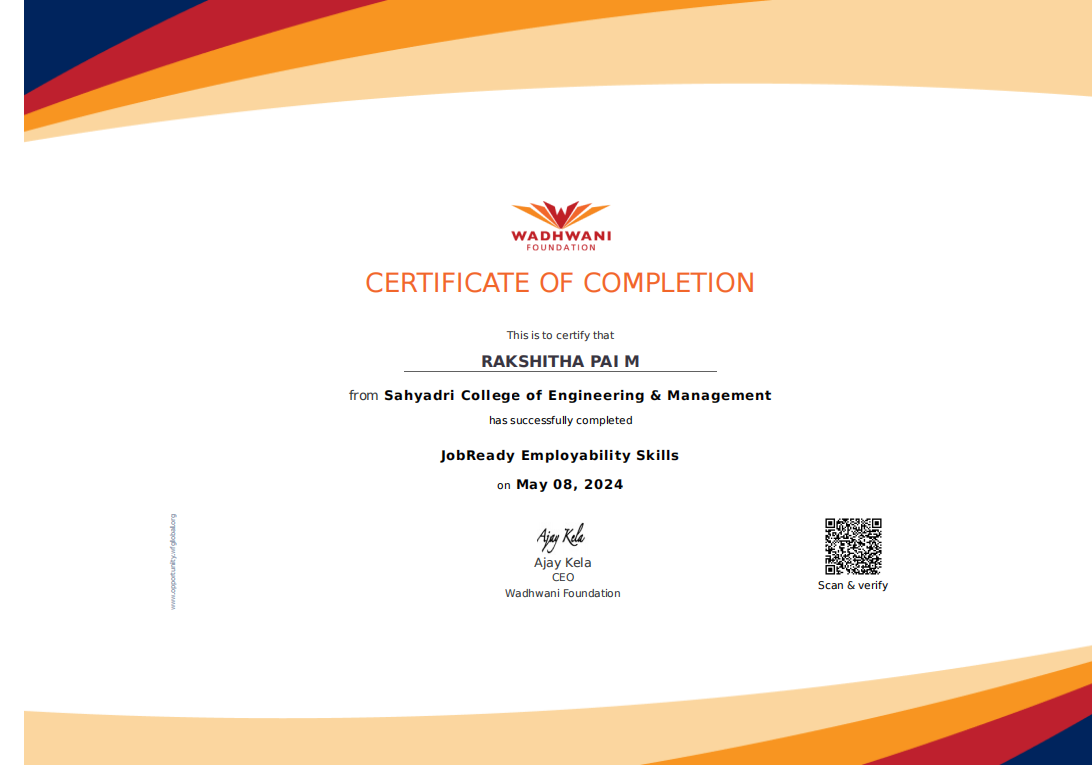 WADHWANI
FOUNDATION
CERTIFICATE OF COMPLETION
This is to certify that
RAKSHITHA PAI M
from Sahyadri College of Engineering & Management
has successfully completed
JobReady Employability Skills
on May 08, 2024
www.opportunity.wfglobal.org
Ajay Kela
Ajay Kela
CEO
Wadhwani Foundation
Scan & verify